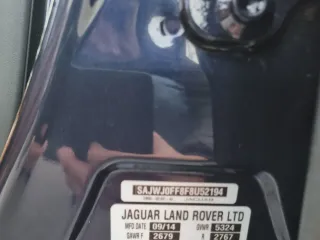 SAJWJ0FF8F8U52194
JAGUAR LAND ROVER LTD
MFD DATE 09/14 GVWR 5324
GAWR F 2679 R 2767